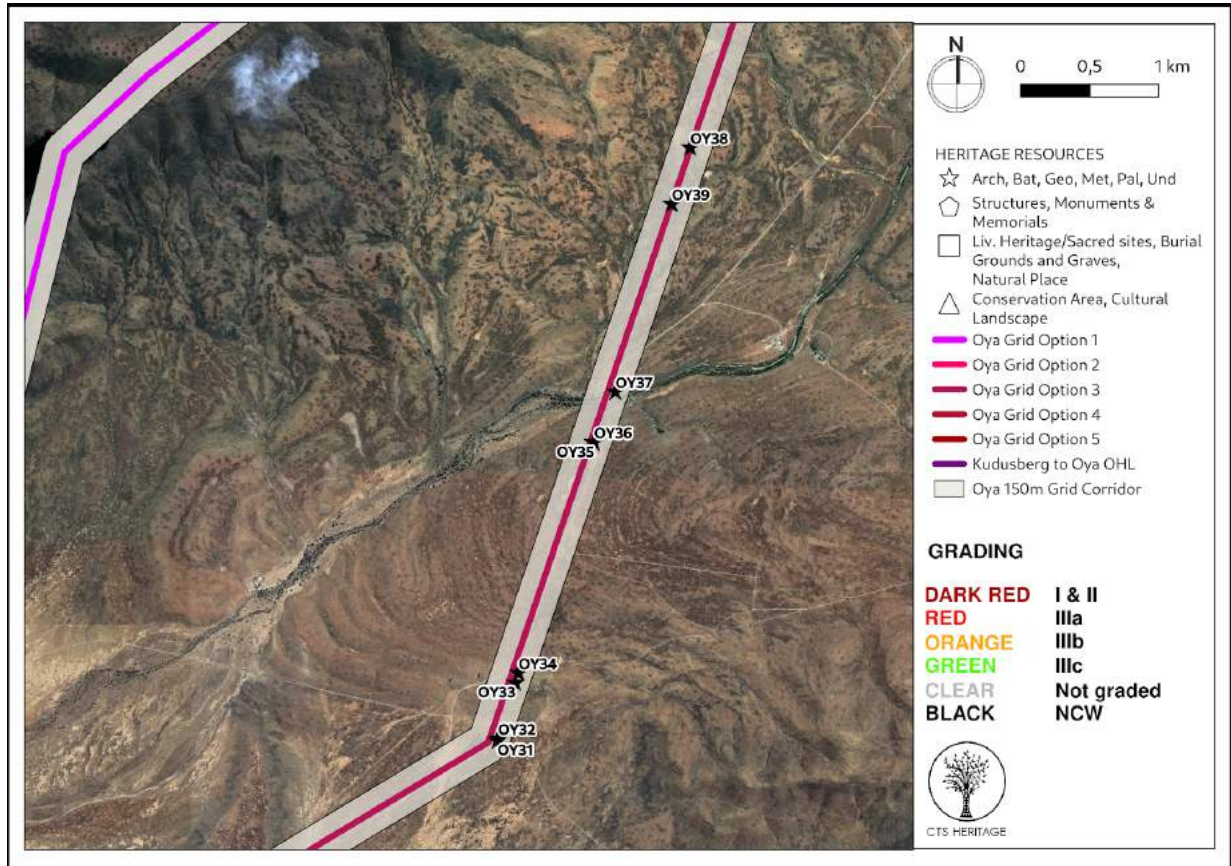 OY38
OY39
OY37
OY36
OY35
OY34
OY33
OY32
OY31
N
0 0,5 1 km
HERITAGE RESOURCES
Arch, Bat, Geo, Met, Pal, Und
Structures, Monuments &
Memorials
Liv. Heritage/Sacred sites, Burial
Grounds and Graves,
Natural Place
Conservation Area, Cultural
Landscape
Oya Grid Option 1
Oya Grid Option 2
Oya Grid Option 3
Oya Grid Option 4
Oya Grid Option 5
Kudusberg to Oya OHL
Oya 150m Grid Corridor
GRADING
DARK RED I & II
RED IIIa
ORANGE IIIb
GREEN IIIc
CLEAR Not graded
BLACK NCW
CTS HERITAGE